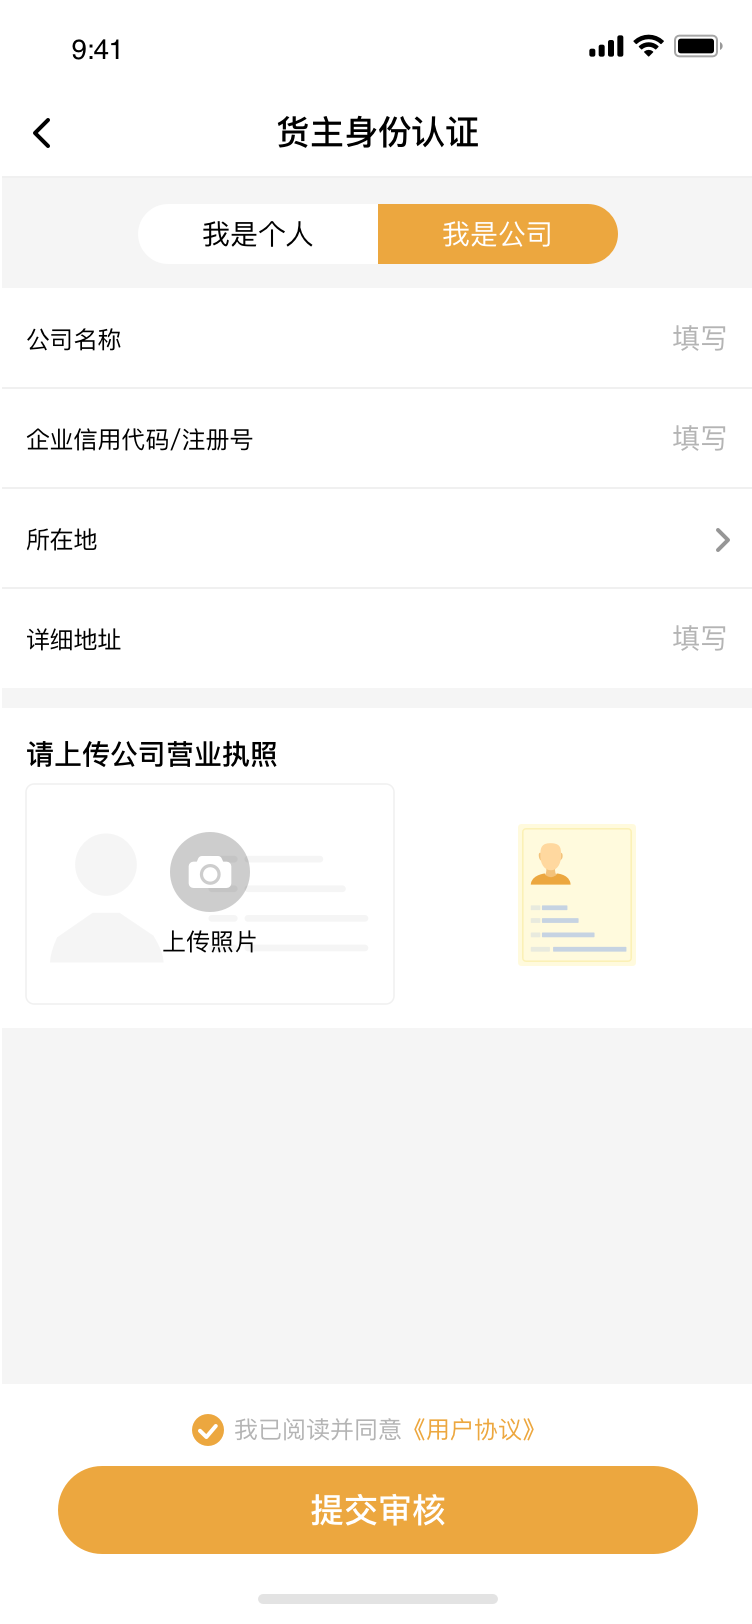 9:41
货主身份认证
我是个人 我是公司
公司名称 填写
企业信用代码/注册号 填写
所在地
详细地址 填写
请上传公司营业执照
上传照片
我已阅读并同意《用户协议》
提交审核